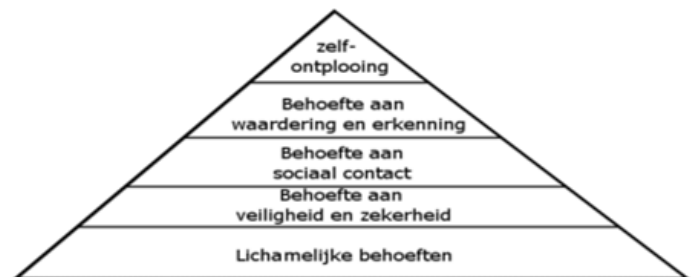 zelf-
ontplooing
Behoefte aan
waardering en erkenning
Behoefte aan
sociaal contact
Behoefte aan
veiligheid en zekerheid
Lichamelijke behoeften